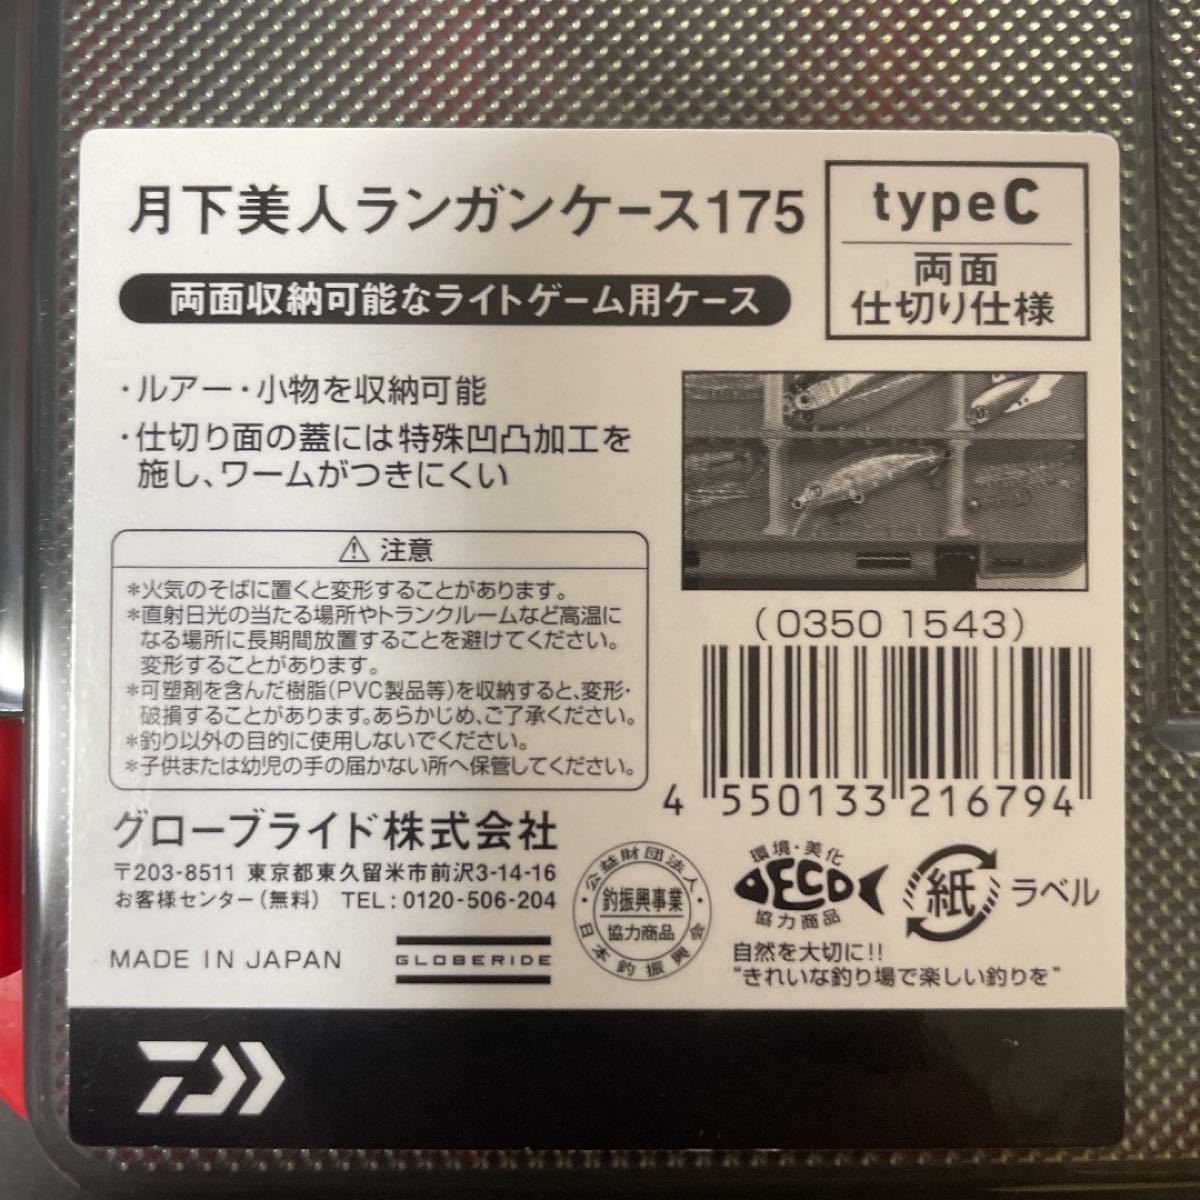 月下美人ランガンケース175
typeC
両面
仕切り仕様
両面収納可能なライトゲーム用ケース
・ルアー・小物を収納可能
・仕切り面の蓋には特殊凹凸加工を
施し、ワームがつきにくい
⚠ 注意
*火気のそばに置くと変形することがあります。
*直射日光の当たる場所やトランクルームなど高温に
なる場所に長期間放置することを避けてください。
変形することがあります。
*可塑剤を含んだ樹脂(PVC製品等)を収納すると、変形・
破損することがあります。あらかじめ、ご了承ください。
*釣り以外の目的に使用しないでください。
*子供または幼児の手の届かない所へ保管してください。
(0350 1543)
4 550133 216794
グローブライド株式会社
〒203-8511 東京都東久留米市前沢3-14-16
お客様センター(無料) TEL:0120-506-204
MADE IN JAPAN
GLOBERIDE
公益財団法人
釣振興事業
協力商品
日本釣振興会
環境・美化
DECO
協力商品
紙 ラベル
自然を大切に!!
"きれいな釣り場で楽しい釣りを"